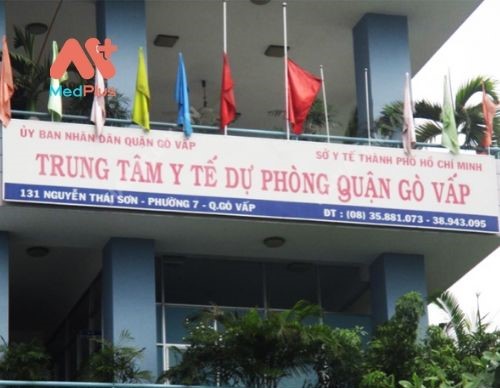 MedPlus
ỦY BAN NHÂN DÂN QUẬN GÒ VẤP
SỞ Y TẾ THÀNH PHỐ HỒ CHÍ MINH
TRUNG TÂM Y TẾ DỰ PHÒNG QUẬN GÒ VẤP
131 NGUYỄN THÁI SƠN - PHƯỜNG 7 - Q.GÒ VẤP ĐT : (08) 35.881.073 - 38.943.095